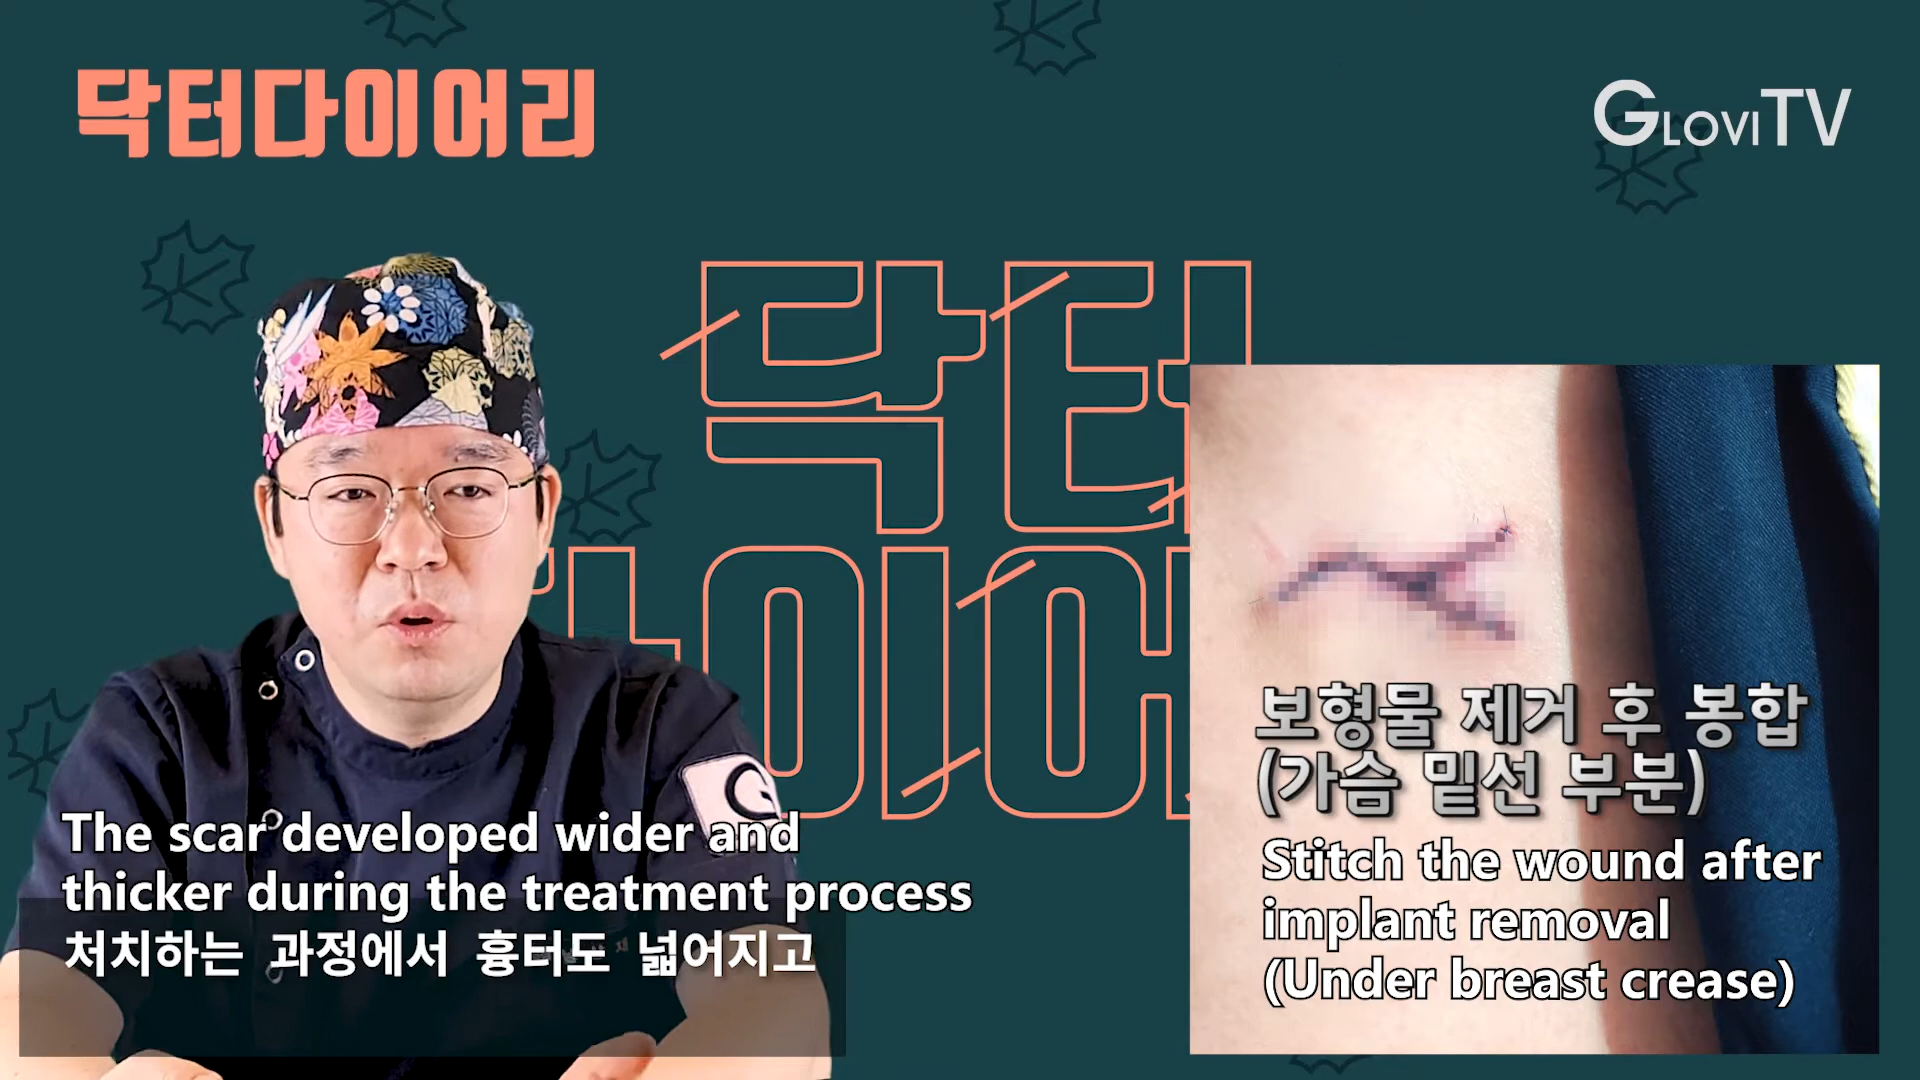 닥터다이어리
GLOVITV
닥터
다이어리
보형물 제거 후 봉합
(가슴 밑선 부분)
Stitch the wound after
implant removal
(Under breast crease)
The scar developed wider and
thicker during the treatment process
처치하는 과정에서 흉터도 넓어지고